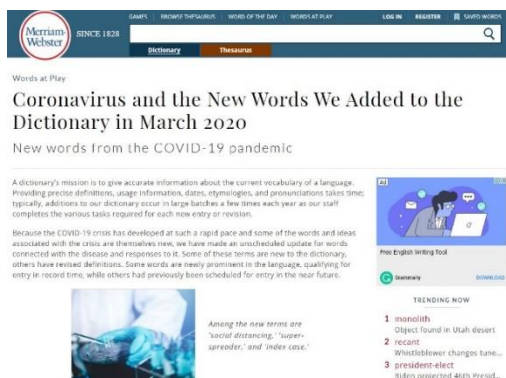 GAMES | BROWSE THESAURUS | WORD OF THE DAY | WORDS AT PLAY
LOG IN REGISTER SAVED WORDS
Merriam-
Webster
SINCE 1828
Dictionary Thesaurus
Words at Play
Coronavirus and the New Words We Added to the
Dictionary in March 2020
New words from the COVID-19 pandemic
A dictionary's mission is to give accurate information about the current vocabulary of a language.
Providing precise definitions, usage information, dates, etymologies, and pronunciations takes time;
typically, additions to our dictionary occur in large batches a few times each year as our staff
completes the various tasks required for each new entry or revision.
Because the COVID-19 crisis has developed at such a rapid pace and some of the words and ideas
associated with the crisis are themselves new, we have made an unscheduled update for words
connected with the disease and responses to it. Some of these terms are new to the dictionary,
others have revised definitions. Some words are newly prominent in the language, qualifying for
entry in record time, while others had previously been scheduled for entry in the near future.
Among the new terms are
'social distancing,' 'super-
spreader,' and 'index case.'
Ad
Free English Writing Tool
Grammarly DOWNLOAD
TRENDING NOW
1 monolith
Object found in Utah desert
2 recant
Whistleblower changes tune...
3 president-elect
Biden projected 46th Presid...